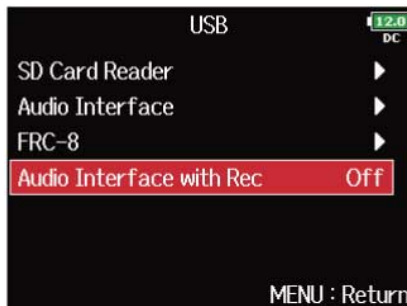 USB
12.0
DC
SD Card Reader
Audio Interface
FRC-8
Audio Interface with Rec Off
MENU : Return